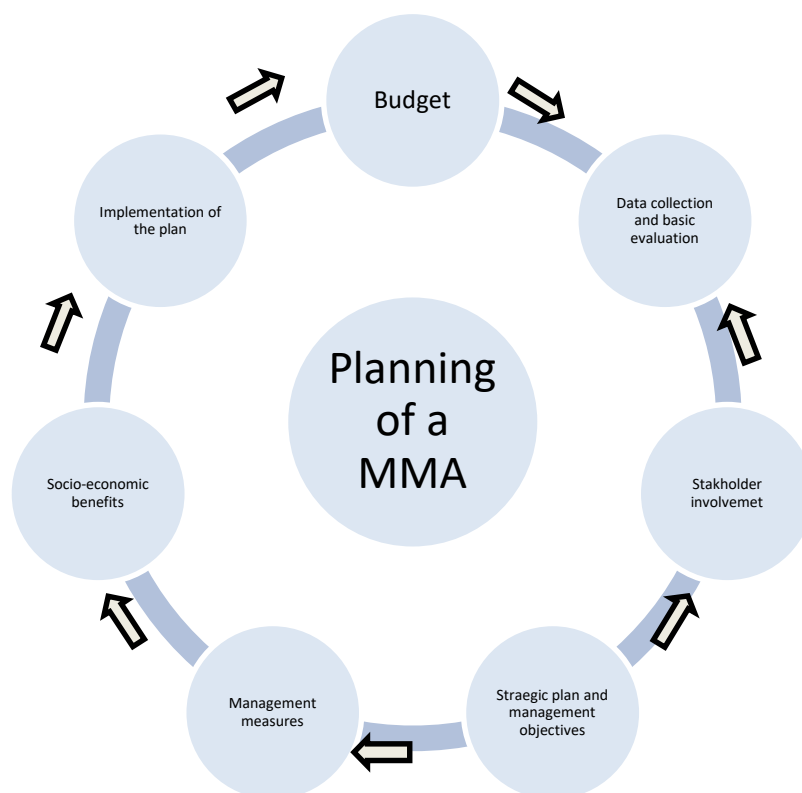 Budget
Data collection
and basic
evaluation
Stakholder
involvemet
Straegic plan and
management
objectives
Management
measures
Socio-economic
benefits
Implementation of
the plan
Planning
of a
MMA